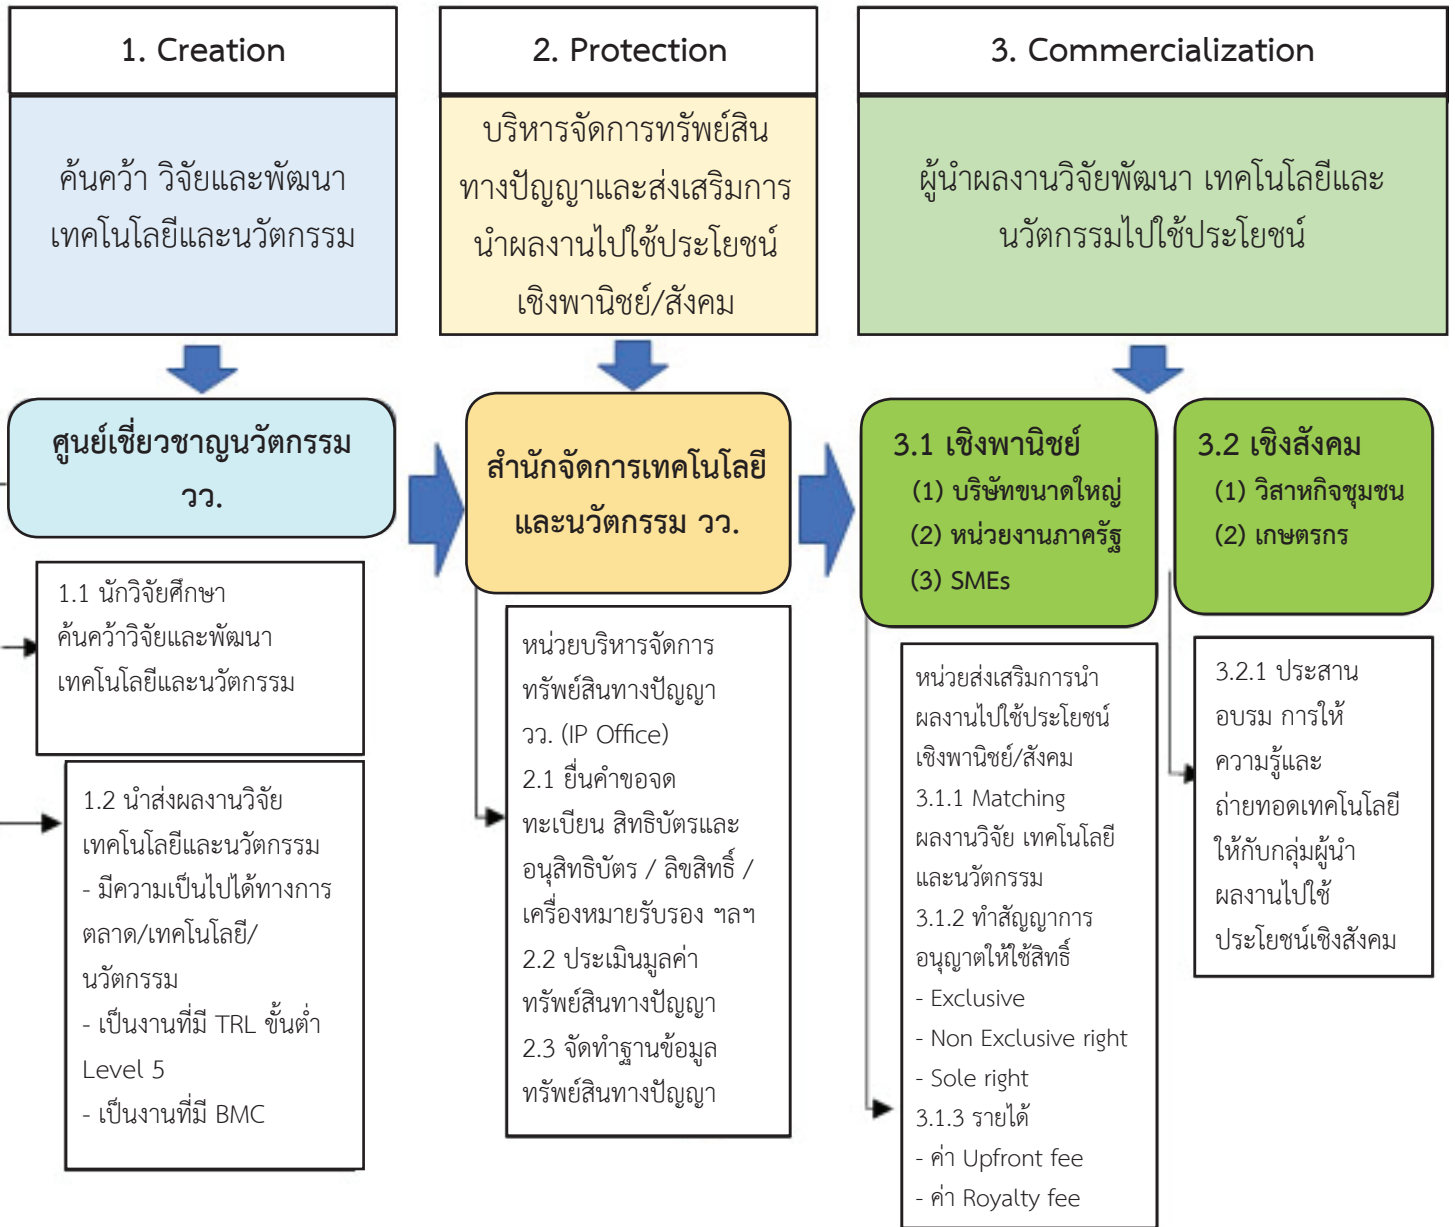 1. Creation
ค้นคว้า วิจัยและพัฒนา
เทคโนโลยีและนวัตกรรม
2. Protection
บริหารจัดการทรัพย์สิน
ทางปัญญาและส่งเสริมการ
นำผลงานไปใช้ประโยชน์
เชิงพานิชย์/สังคม
3. Commercialization
ผู้นำผลงานวิจัยพัฒนา เทคโนโลยีและ
นวัตกรรมไปใช้ประโยชน์
ศูนย์เชี่ยวชาญนวัตกรรม
วว.
สำนักจัดการเทคโนโลยี
และนวัตกรรม วว.
3.1 เชิงพานิชย์
(1) บริษัทขนาดใหญ่
(2) หน่วยงานภาครัฐ
(3) SMEs
3.2 เชิงสังคม
(1) วิสาหกิจชุมชน
(2) เกษตรกร
1.1 นักวิจัยศึกษา
ค้นคว้าวิจัยและพัฒนา
เทคโนโลยีและนวัตกรรม
1.2 นำส่งผลงานวิจัย
เทคโนโลยีและนวัตกรรม
- มีความเป็นไปได้ทางการ
ตลาด/เทคโนโลยี/
นวัตกรรม
- เป็นงานที่มี TRL ขั้นต่ำ
Level 5
- เป็นงานที่มี BMC
หน่วยบริหารจัดการ
ทรัพย์สินทางปัญญา
วว. (IP Office)
2.1 ยื่นคำขอจด
ทะเบียน สิทธิบัตรและ
อนุสิทธิบัตร / ลิขสิทธิ์ /
เครื่องหมายรับรอง ฯลฯ
2.2 ประเมินมูลค่า
ทรัพย์สินทางปัญญา
2.3 จัดทำฐานข้อมูล
ทรัพย์สินทางปัญญา
หน่วยส่งเสริมการนำ
ผลงานไปใช้ประโยชน์
เชิงพานิชย์/สังคม
3.1.1 Matching
ผลงานวิจัย เทคโนโลยี
และนวัตกรรม
3.1.2 ทำสัญญาการ
อนุญาตให้ใช้สิทธิ์
- Exclusive
- Non Exclusive right
- Sole right
3.1.3 รายได้
- ค่า Upfront fee
- ค่า Royalty fee
3.2.1 ประสาน
อบรม การให้
ความรู้และ
ถ่ายทอดเทคโนโลยี
ให้กับกลุ่มผู้นำ
ผลงานไปใช้
ประโยชน์เชิงสังคม